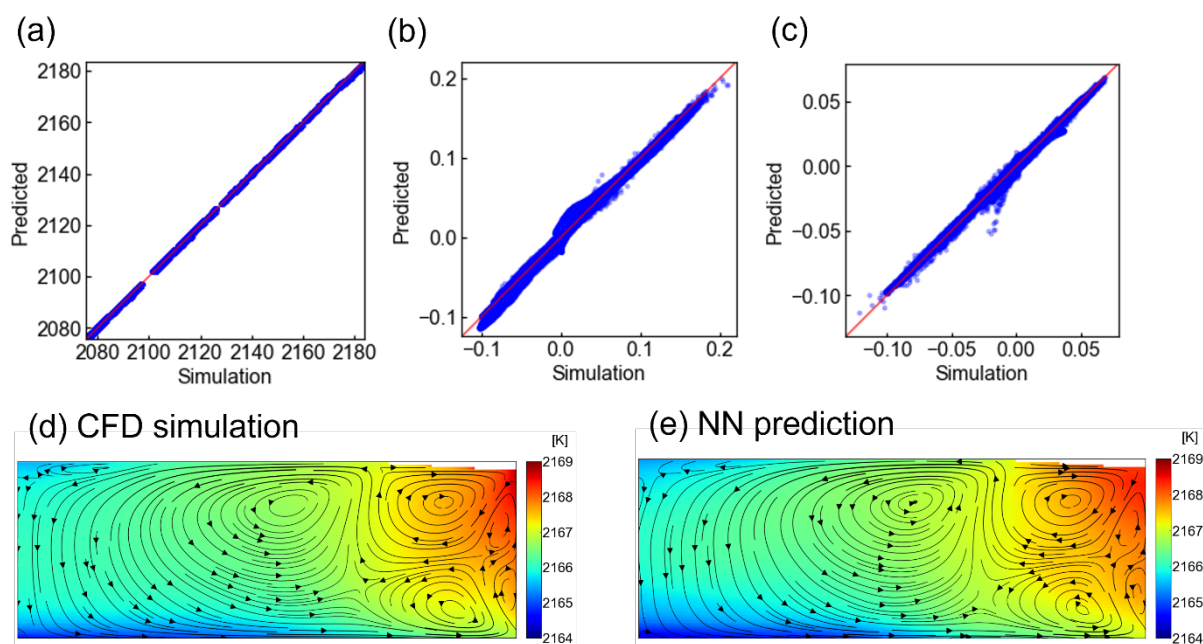 (a)
2180
2160
2140
2120
2100
2080
Predicted
2080 2100 2120 2140 2160 2180
Simulation
(b)
0.2
0.1
0.0
−0.1
Predicted
−0.1 0.0 0.1 0.2
Simulation
(c)
0.05
0.00
−0.05
−0.10
Predicted
−0.10 −0.05 0.00 0.05
Simulation
(d) CFD simulation
[K]
2169
2168
2167
2166
2165
2164
(e) NN prediction
[K]
2169
2168
2167
2166
2165
2164